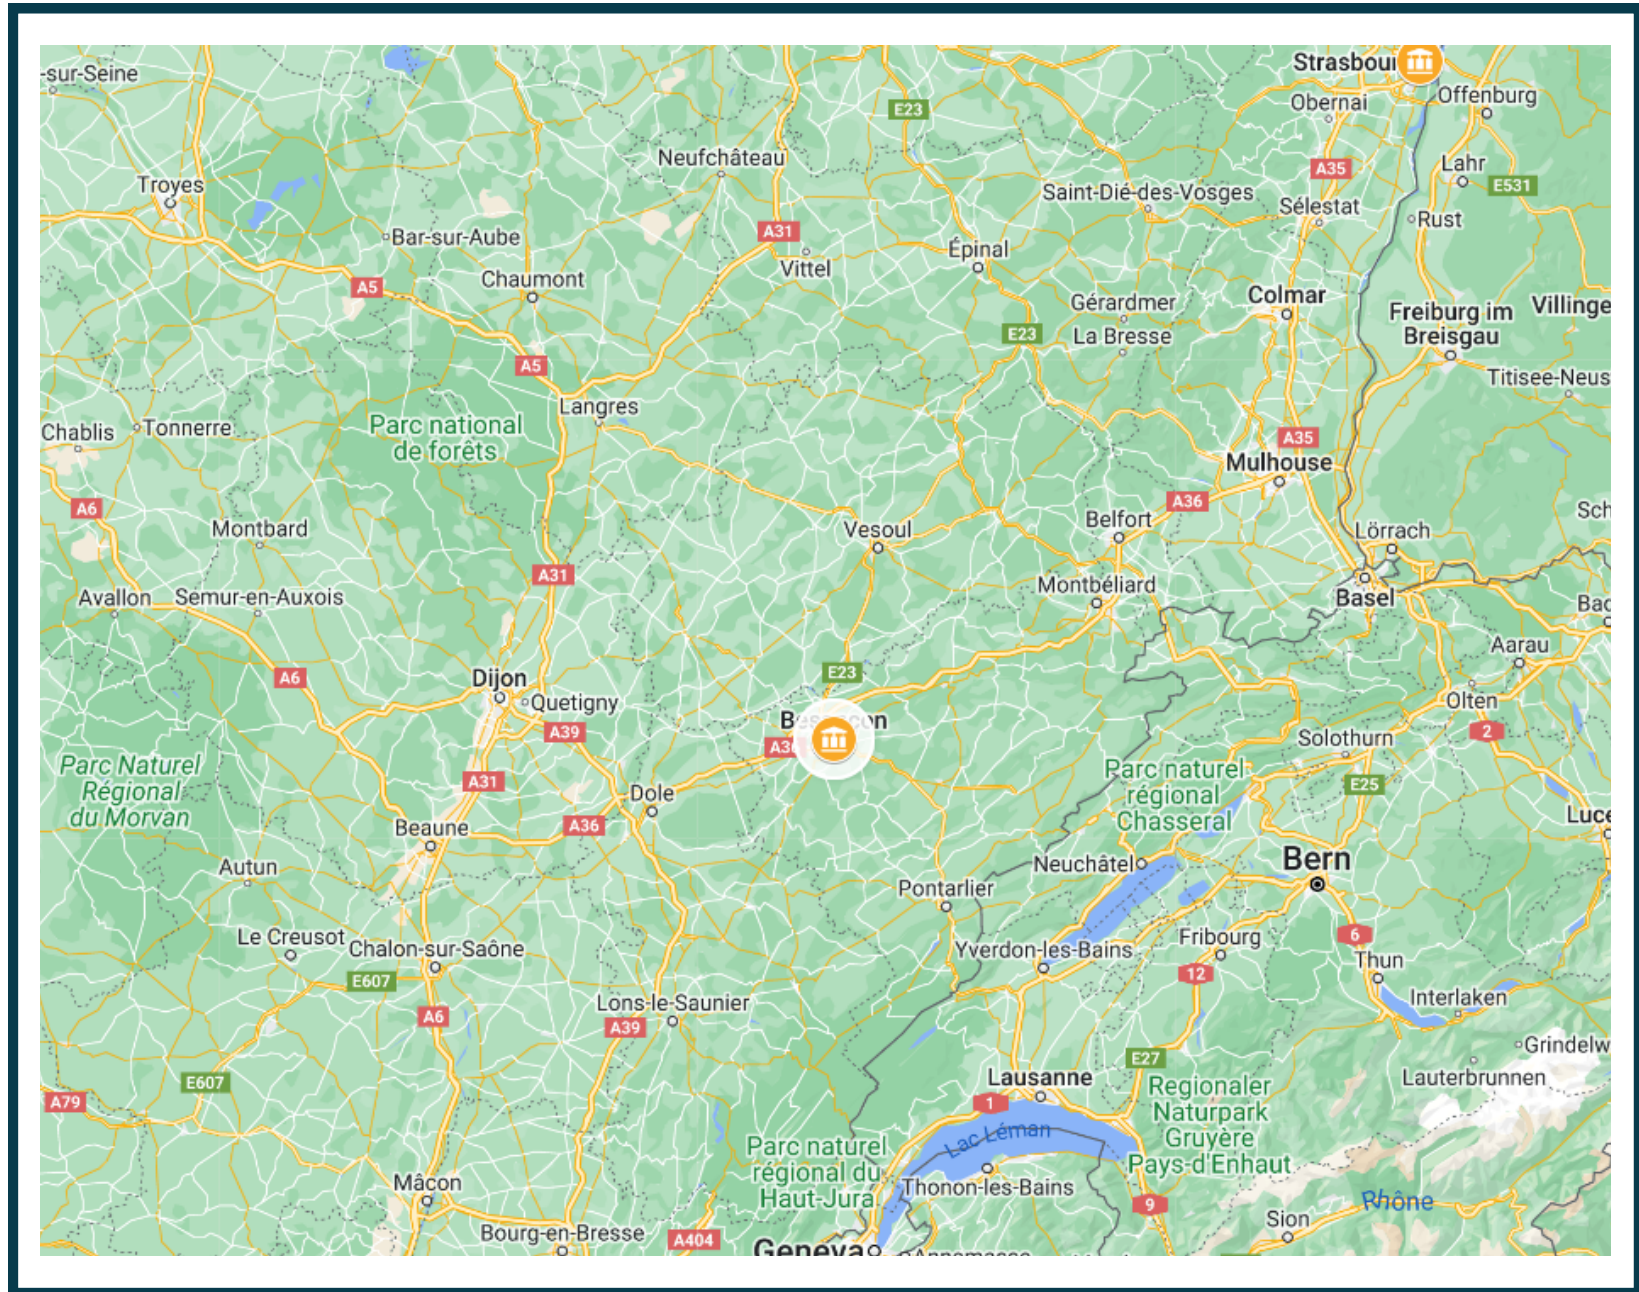 -sur-Seine
Strasbou
Obernai
Offenburg
E23
Neufchâteau
A35
Lahr
E531
Troyes
Saint-Dié-des-Vosges
Sélestat
Rust
A31
Bar-sur-Aube
Épinal
Vittel
Chaumont
A5
Gérardmer
Colmar
Freiburg im
Breisgau
Villinge
E23
La Bresse
A5
Titisee-Neus
Langres
Parc national
de forêts
Chablis
Tonnerre
A35
Mulhouse
A6
A36
Sch
Montbard
Vesoul
Belfort
Lörrach
A31
Montbéliard
Avallon
Semur-en-Auxois
Basel
Bad
Aarau
A6
Dijon
E23
Quetigny
Olten
A39
A36
Solothurn
2
Parc Naturel
Régional
du Morvan
A31
Parc naturel
régional
Chasseral
E25
Dole
Luce
Beaune
A36
Autun
Neuchâtel
Bern
Pontarlier
Le Creusot
Chalon-sur-Saône
Yverdon-les-Bains
Fribourg
6
E607
12
Thun
Lons-le-Saunier
Interlaken
A6
A39
E27
Grindelw
Lauterbrunnen
E607
A79
Lausanne
1
Regionaler
Naturpark
Gruyère
Pays-d'Enhaut
Lac Léman
Parc naturel
régional du
Haut-Jura
Thonon-les-Bains
Mâcon
9
Rhône
Sion
Bourg-en-Bresse
A404
Geneva